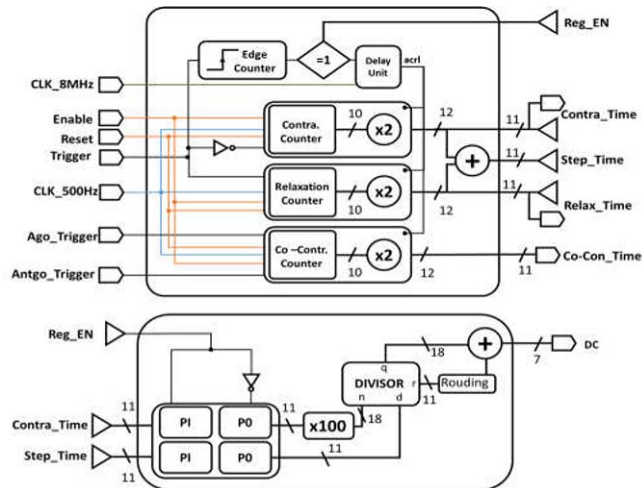 Reg_EN
Edge Counter
=1
Delay Unit
acrl
CLK_8MHz
Enable
Reset
Trigger
CLK_500Hz
Ago_Trigger
Antgo_Trigger
Contra. Counter
10
x2
12
11
Contra_Time
+
11
Step_Time
Relaxation Counter
10
x2
12
11
Relax_Time
Co –Contr. Counter
10
x2
12
11
Co-Con_Time
Reg_EN
Contra_Time
11
Step_Time
11
PI
P0
PI
P0
11
x100
18
11
DIVISOR
q
n
d
r
18
11
Rouding
+
7
DC